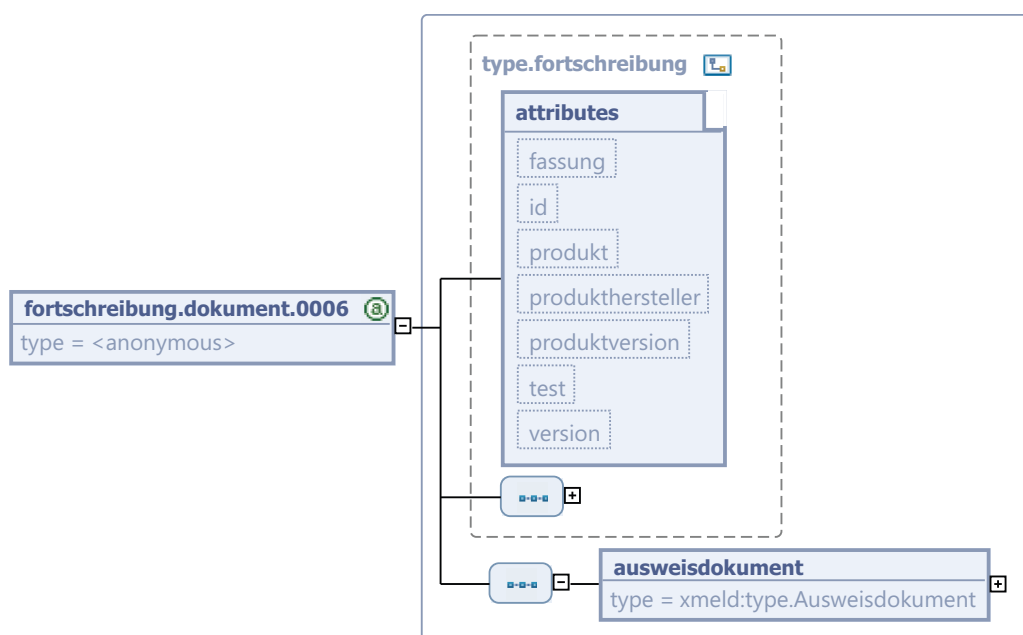 type.fortschreibung
attributes
fassung
id
produkt
produkthersteller
produktversion
test
version
fortschreibung.dokument.0006
type = <anonymous>
ausweisdokument
type = xmeld:type.Ausweisdokument